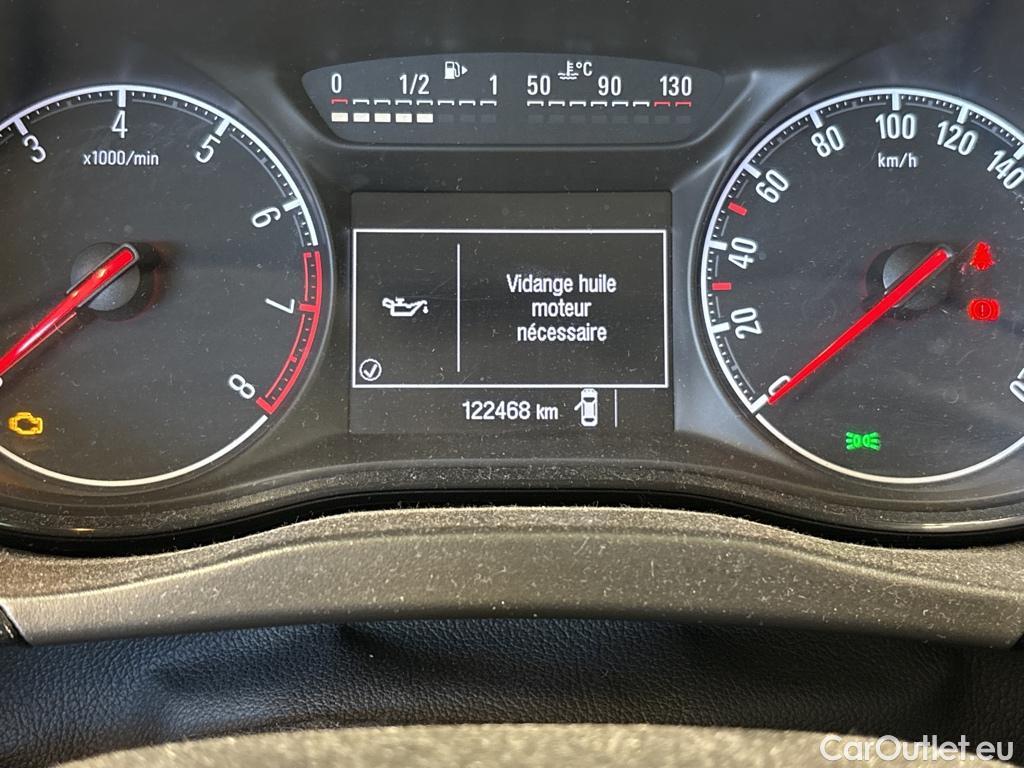 0 1/2 1 50 °C 90 130
3 4 5 6 7 8
x1000/min
0 20 40 60 80 100 120 140
km/h
Vidange huile
moteur
nécessaire
122468 km
CarOutlet.eu